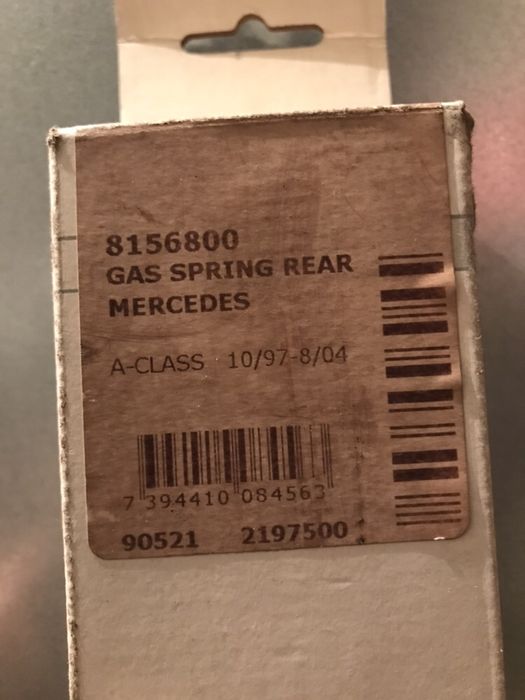 8156800
GAS SPRING REAR
MERCEDES
A-CLASS 10/97-8/04
7 394410 084563
90521 2197500